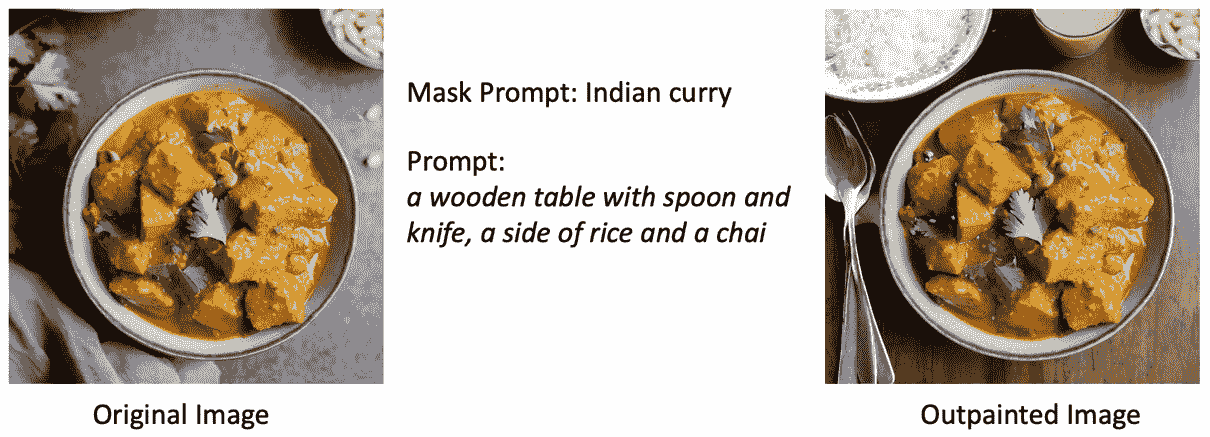 Mask Prompt: Indian curry
Prompt:
a wooden table with spoon and
knife, a side of rice and a chai
Original Image
Outpainted Image